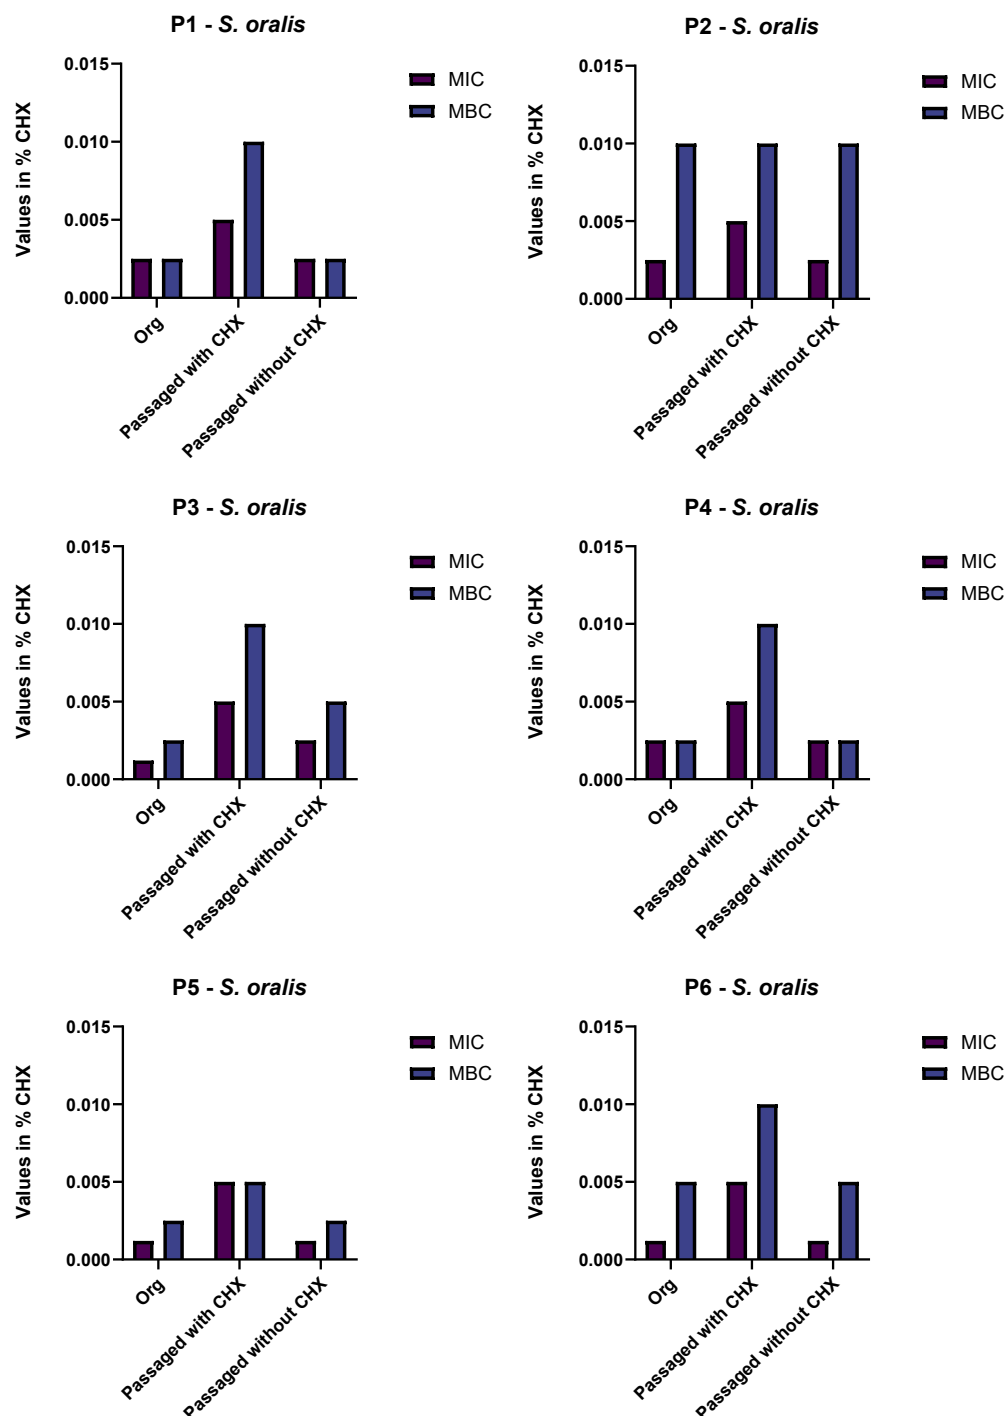 P1 - S. oralis
Values in % CHX
0.015
0.010
0.005
0.000
Org
Passaged with CHX
Passaged without CHX
MIC
MBC
P2 - S. oralis
Values in % CHX
0.015
0.010
0.005
0.000
Org
Passaged with CHX
Passaged without CHX
MIC
MBC
P3 - S. oralis
Values in % CHX
0.015
0.010
0.005
0.000
Org
Passaged with CHX
Passaged without CHX
MIC
MBC
P4 - S. oralis
Values in % CHX
0.015
0.010
0.005
0.000
Org
Passaged with CHX
Passaged without CHX
MIC
MBC
P5 - S. oralis
Values in % CHX
0.015
0.010
0.005
0.000
Org
Passaged with CHX
Passaged without CHX
MIC
MBC
P6 - S. oralis
Values in % CHX
0.015
0.010
0.005
0.000
Org
Passaged with CHX
Passaged without CHX
MIC
MBC